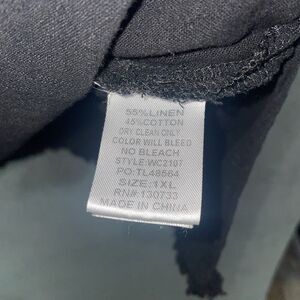 55% LINEN
45% COTTON
DRY CLEAN ONLY
COLOR WILL BLEED
NO BLEACH
STYLE:WC2107
PO:TL48564
SIZE:1XL
RN# 130733
MADE IN CHINA